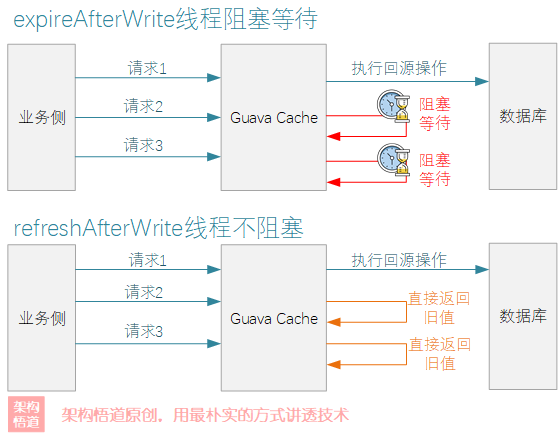 expireAfterWrite线程阻塞等待
请求1
执行回源操作
请求2
阻塞
等待
业务侧
Guava Cache
数据库
请求3
阻塞
等待
refreshAfterWrite线程不阻塞
请求1
执行回源操作
请求2
直接返回
旧值
业务侧
Guava Cache
数据库
请求3
直接返回
旧值
架构
悟道
架构悟道原创，用最朴实的方式讲透技术